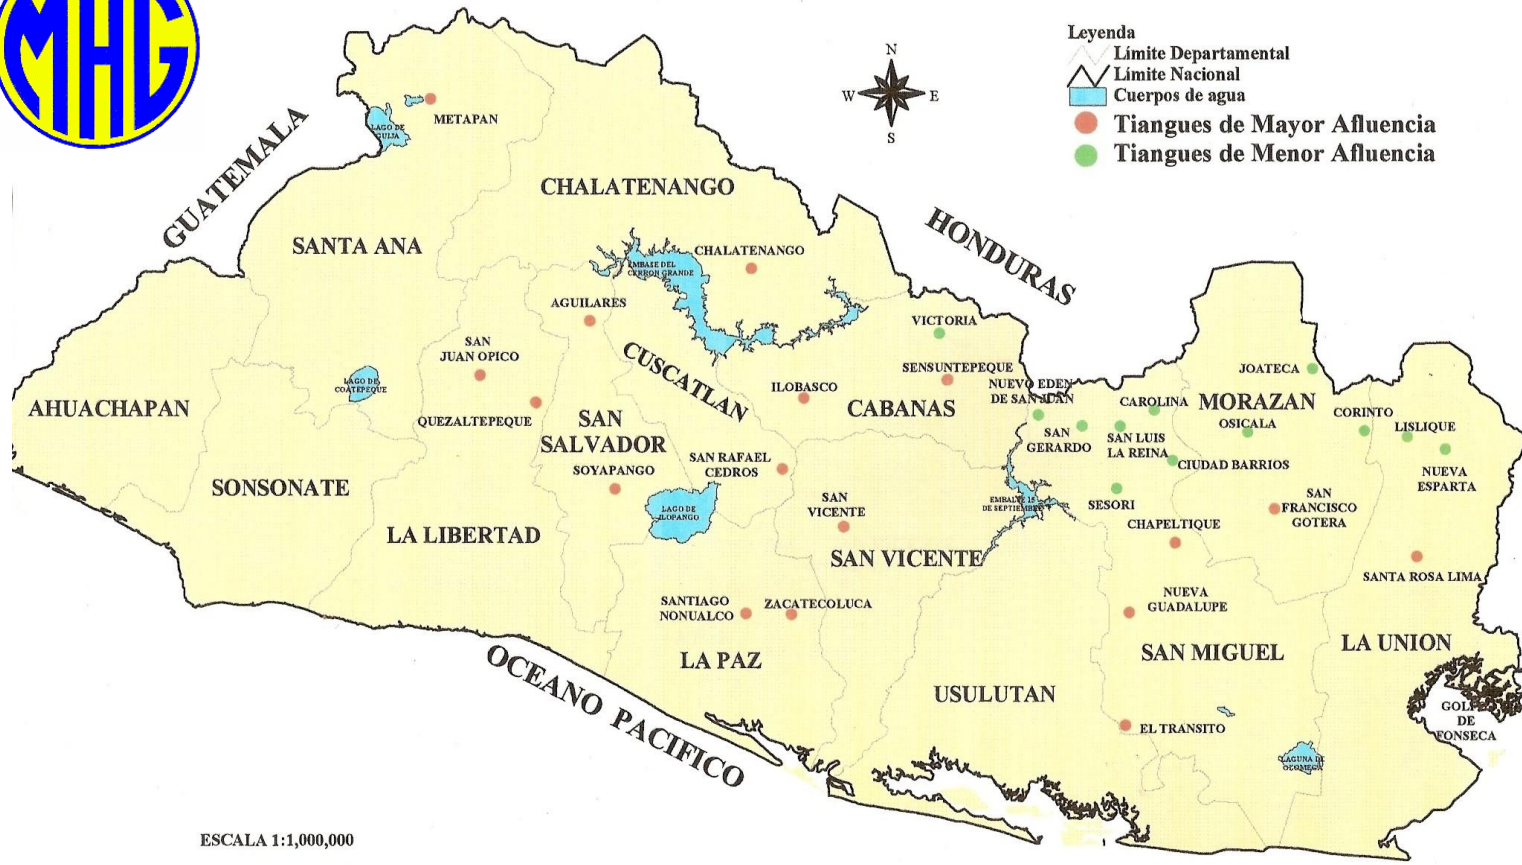 MHG
Leyenda
Límite Departamental
Límite Nacional
Cuerpos de agua
Tiangues de Mayor Afluencia
Tiangues de Menor Afluencia
N
W
E
S
GUATEMALA
HONDURAS
OCEANO PACIFICO
METAPAN
LAGO DE
GUIJA
CHALATENANGO
SANTA ANA
CHALATENANGO
EMBASE DEL
CERRON GRANDE
AGUILARES
SAN
JUAN OPICO
CUSCATLAN
VICTORIA
SENSUNTEPEQUE
ILOBASCO
CABANAS
NUEVO EDEN
DE SAN JUAN
CAROLINA
JOATECA
MORAZAN
OSICALA
CORINTO
LISLIQUE
LAGO DE
COATEPEQUE
AHUACHAPAN
QUEZALTEPEQUE
SAN
SALVADOR
SOYAPANGO
SAN RAFAEL
CEDROS
SAN
GERARDO
SAN LUIS
LA REINA
CIUDAD BARRIOS
NUEVA
ESPARTA
SONSONATE
LA LIBERTAD
LAGO DE
ILOPANGO
SAN
VICENTE
SAN VICENTE
EMBALSE 15
DE SEPTIEMBRE
SESORI
CHAPELTIQUE
SAN
FRANCISCO
GOTERA
SANTA ROSA LIMA
SANTIAGO
NONUALCO
ZACATECOLUCA
LA PAZ
NUEVA
GUADALUPE
SAN MIGUEL
LA UNION
USULUTAN
EL TRANSITO
GOLFO
DE
FONSECA
LAGUNA DE
OLOMEGA
ESCALA 1:1,000,000